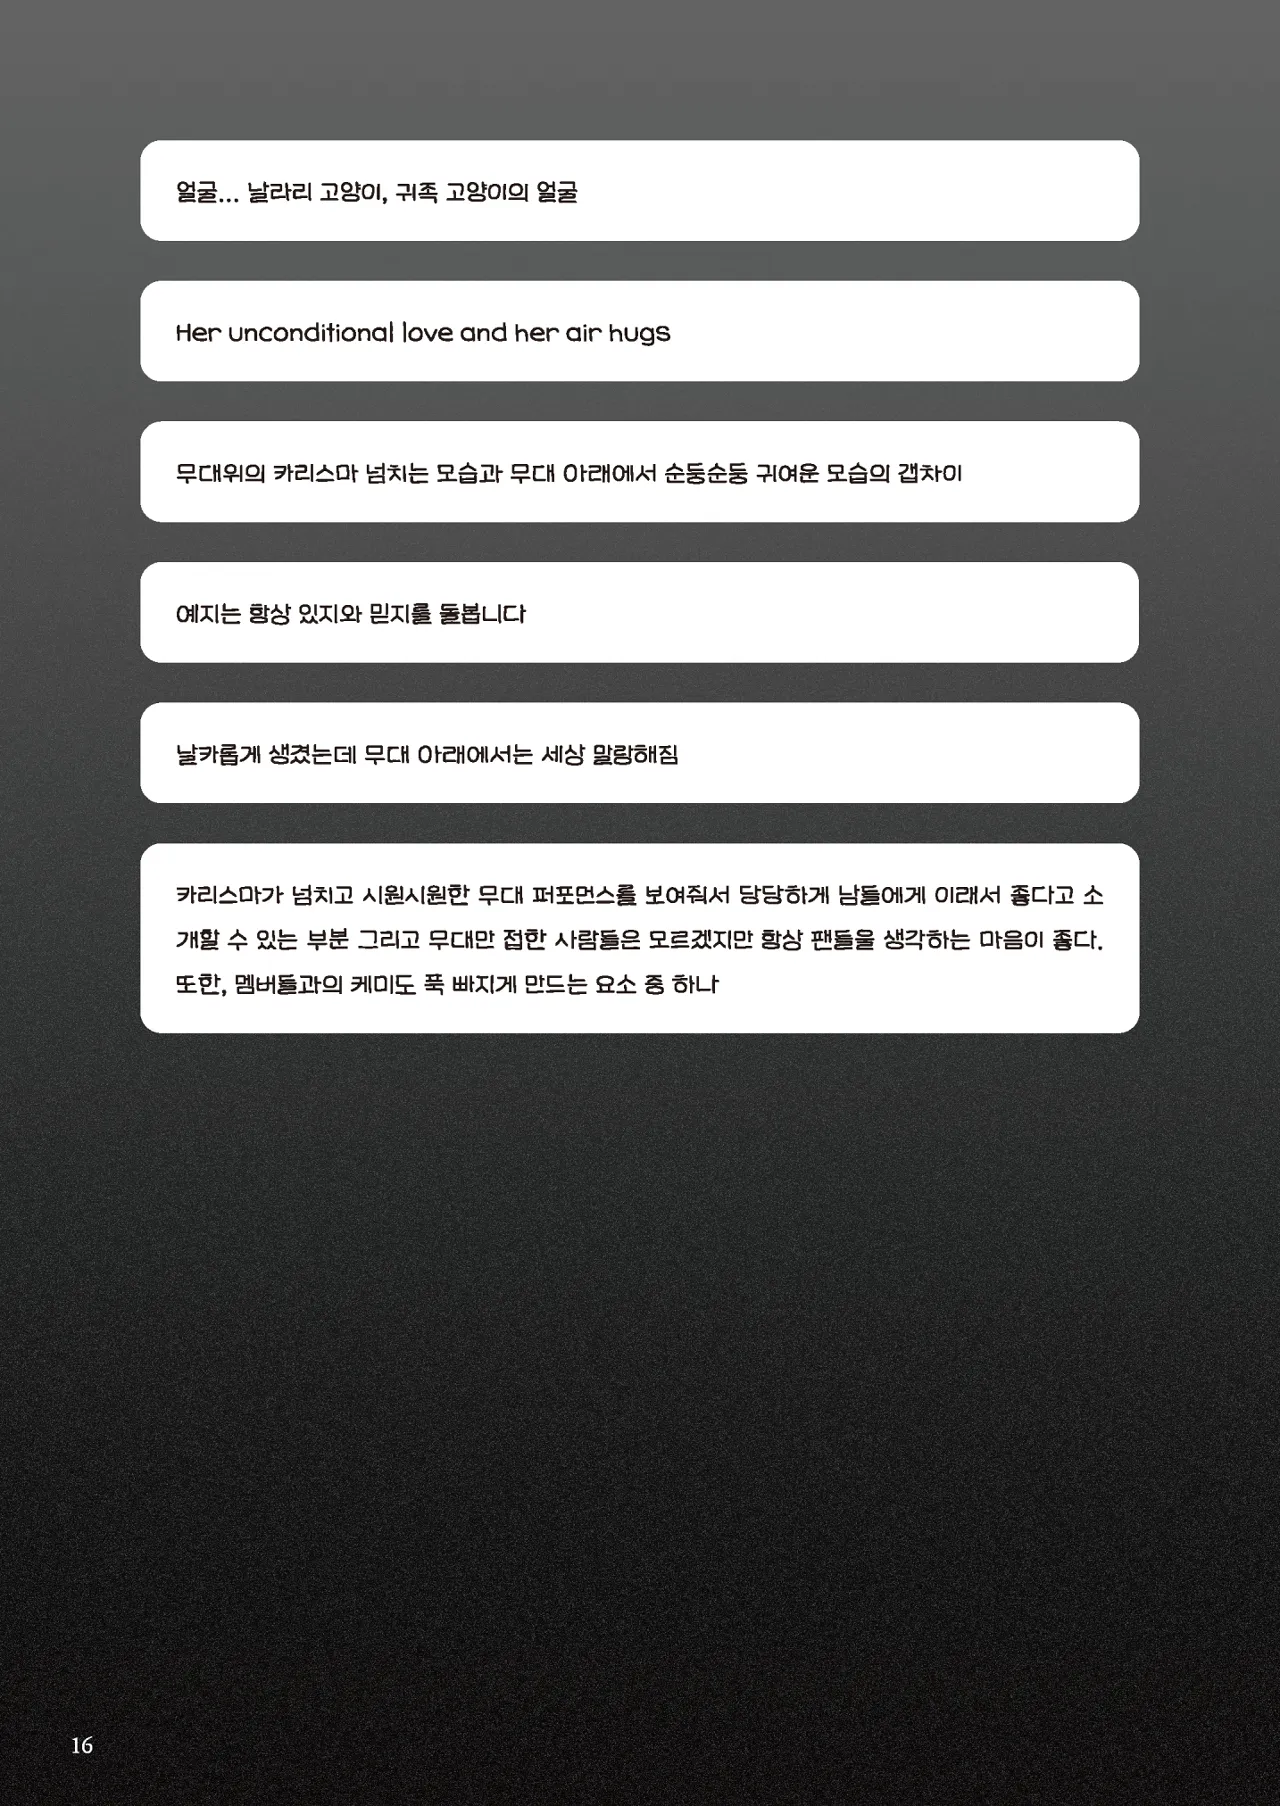 얼굴... 날라리 고양이, 귀족 고양이의 얼굴
Her unconditional love and her air hugs
무대위의 카리스마 넘치는 모습과 무대 아래에서 순둥순둥 귀여운 모습의 갭차이
예지는 항상 있지와 믿지를 돌봅니다
날카롭게 생겼는데 무대 아래에서는 세상 말랑해짐
카리스마가 넘치고 시원시원한 무대 퍼포먼스를 보여줘서 당당하게 남들에게 이래서 좋다고 소
개할 수 있는 부분 그리고 무대만 접한 사람들은 모르겠지만 항상 팬들을 생각하는 마음이 좋다.
또한, 멤버들과의 케미도 푹 빠지게 만드는 요소 중 하나
16